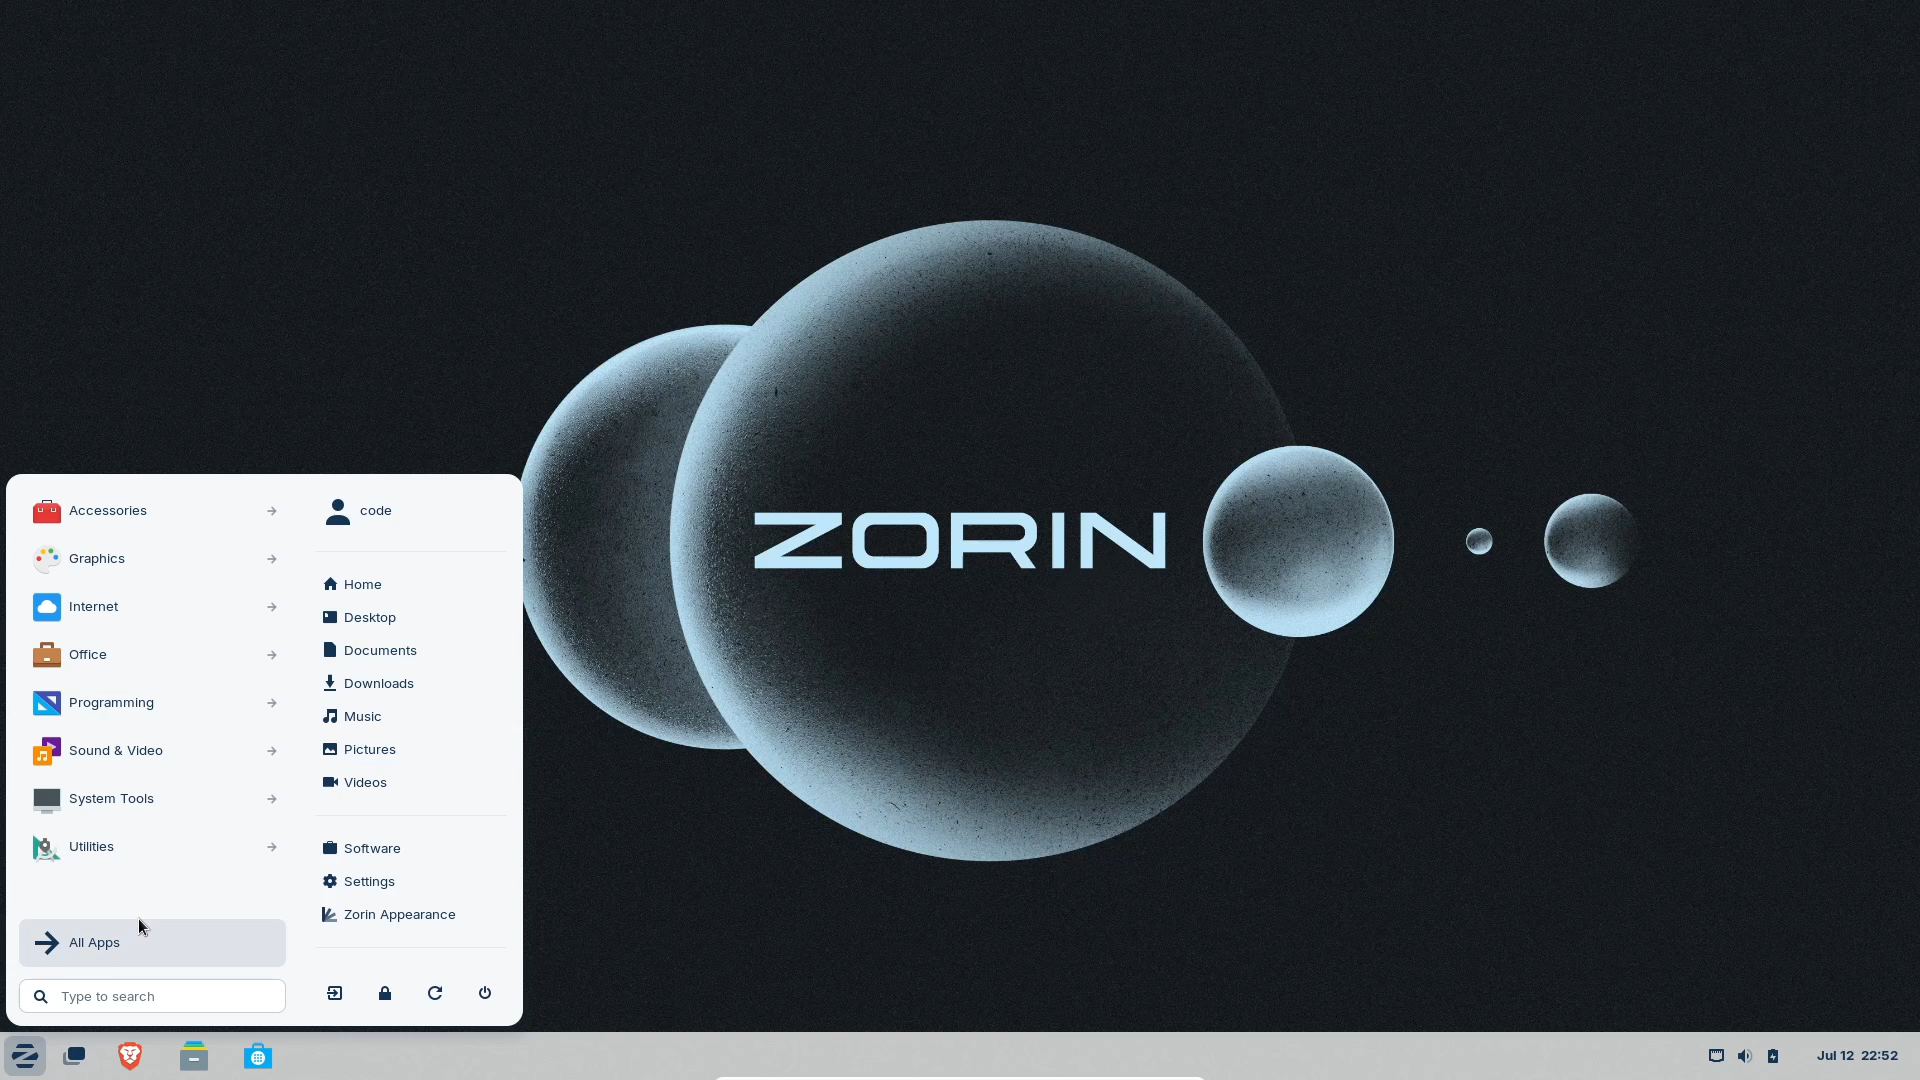 ZORIN
Accessories
Graphics
Internet
Office
Programming
Sound & Video
System Tools
Utilities
All Apps
Type to search
code
Home
Desktop
Documents
Downloads
Music
Pictures
Videos
Software
Settings
Zorin Appearance
Jul 12 22:52